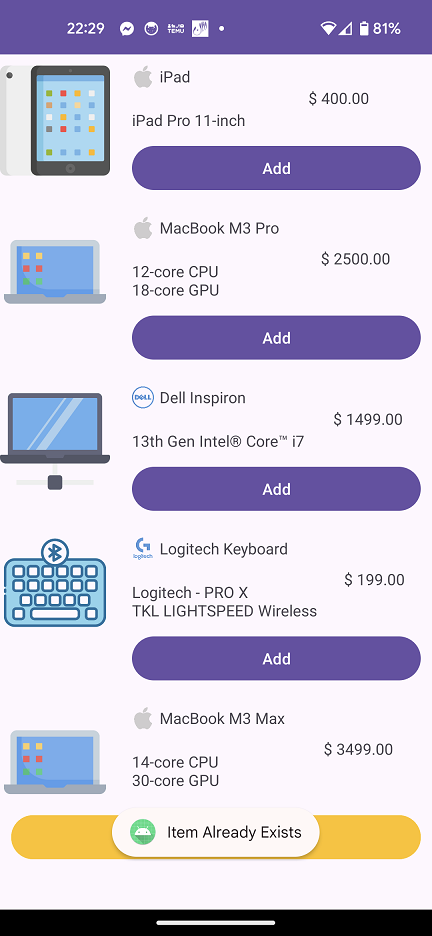 22:29
TEMU
81%
iPad
$ 400.00
iPad Pro 11-inch
Add
MacBook M3 Pro
$ 2500.00
12-core CPU
18-core GPU
Add
DELL
Dell Inspiron
$ 1499.00
13th Gen Intel® Core™ i7
Add
logitech
Logitech Keyboard
$ 199.00
Logitech - PRO X
TKL LIGHTSPEED Wireless
Add
MacBook M3 Max
$ 3499.00
14-core CPU
30-core GPU
Item Already Exists